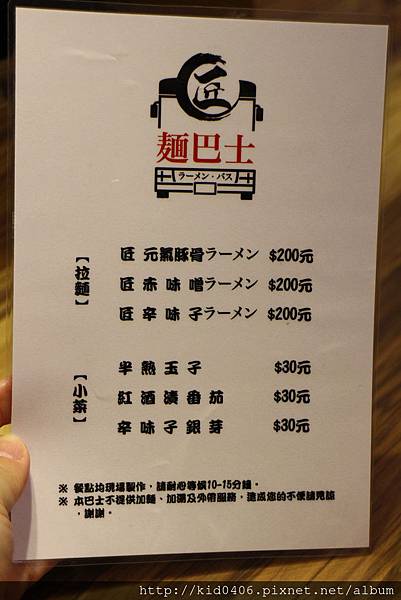 匠
麵巴士
ラーメン・バス
【拉麵】
匠 元氣豚骨ラーメン $200元
匠 赤味噌ラーメン $200元
匠 辛味子ラーメン $200元
【小菜】
半熟玉子 $30元
紅酒漬番茄 $30元
辛味子銀芽 $30元
※ 餐點均現場製作,請耐心等候10-15分鐘。
※ 本巴士不提供加麵、加湯及外帶服務,造成您的不便請見諒
,謝謝。
http://kid0406.pixnet.net/album